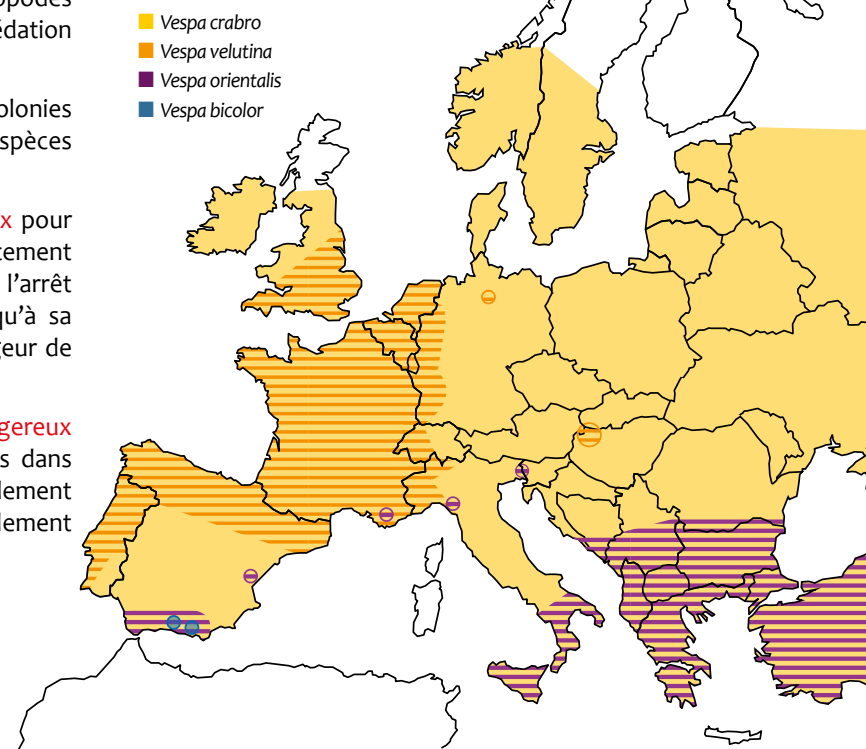 opodes
édation
olonies
spèces
x pour
tement
l’arrêt
qu’à sa
geur de
gereux
s dans
lement
lement
Vespa crabro
Vespa velutina
Vespa orientalis
Vespa bicolor